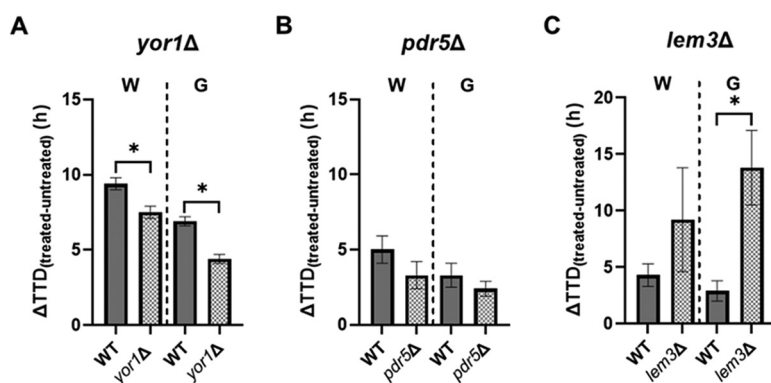 A
yor1Δ
W
G
ΔTTD(treated-untreated) (h)
15
10
5
0
*
*
WT
yor1Δ
WT
yor1Δ
B
pdr5Δ
W
G
ΔTTD(treated-untreated) (h)
15
10
5
0
WT
pdr5Δ
WT
pdr5Δ
C
lem3Δ
W
G
ΔTTD(treated-untreated) (h)
20
15
10
5
0
*
WT
lem3Δ
WT
lem3Δ